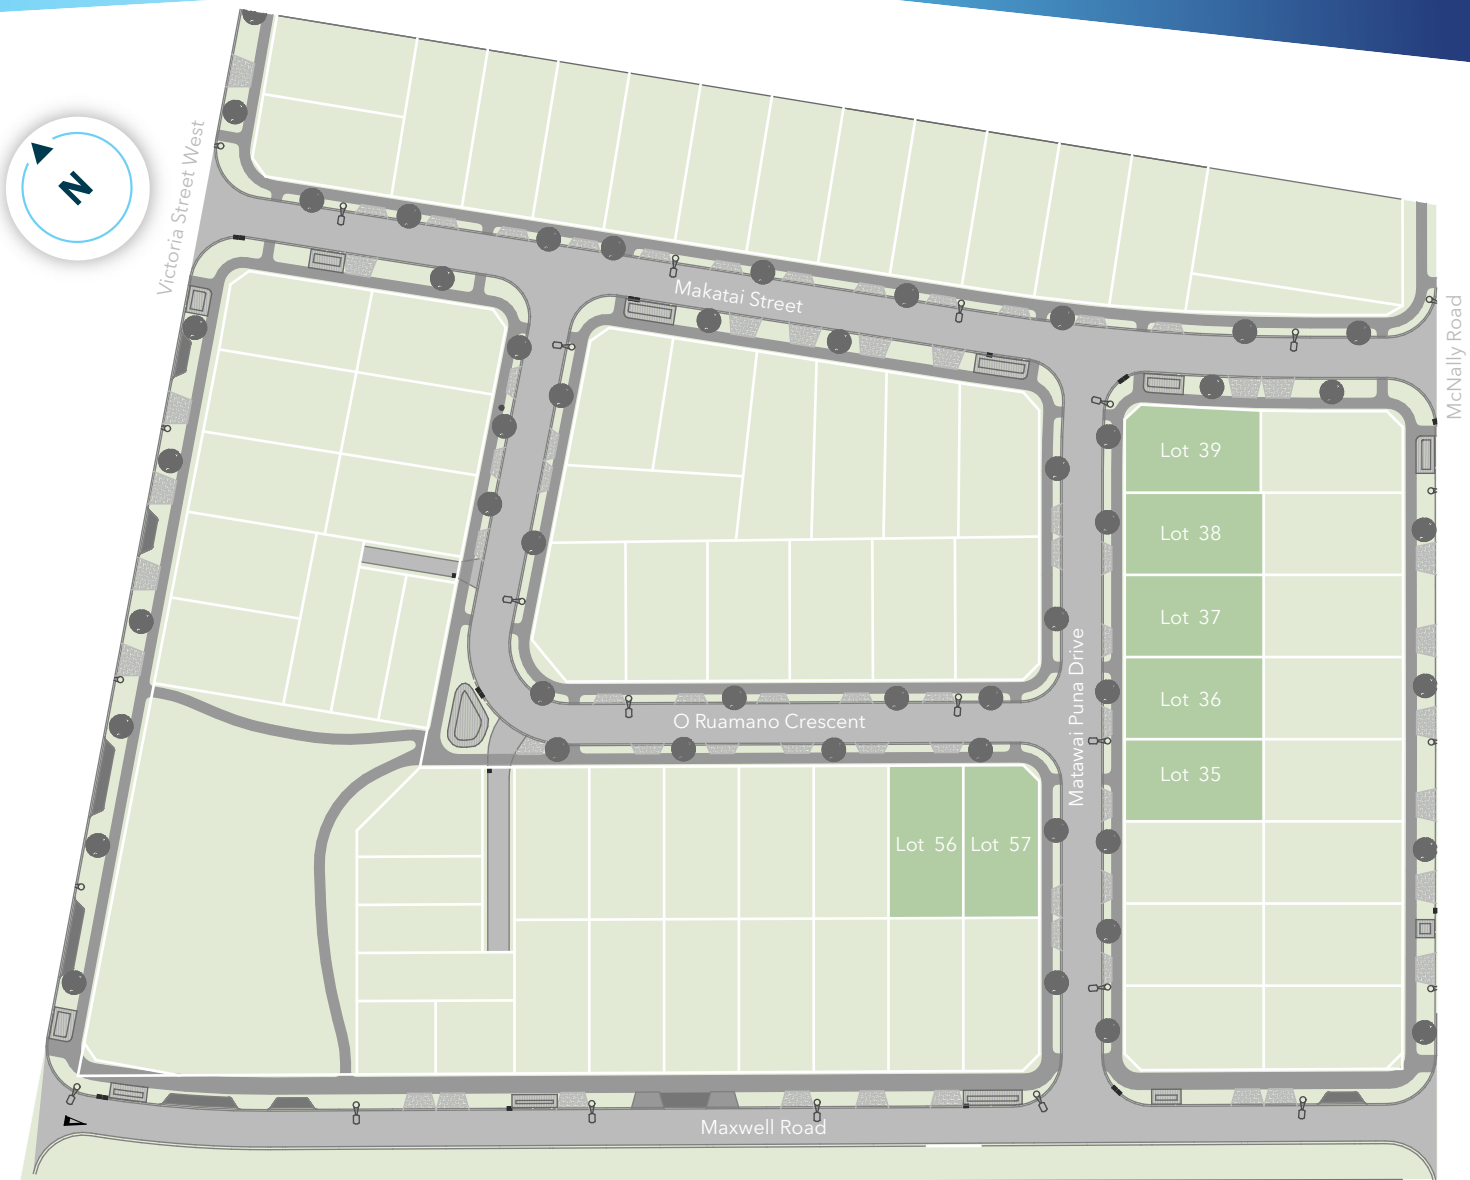 N
Victoria Street West
Makatai Street
McNally Road
Lot 39
Lot 38
Lot 37
Lot 36
Lot 35
Matawai Puna Drive
O Ruamano Crescent
Lot 56
Lot 57
Maxwell Road